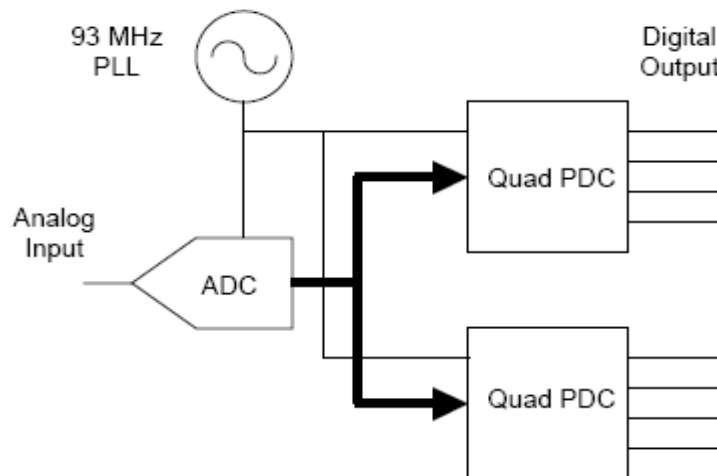 93 MHz
PLL
Digital
Output
Quad PDC
Analog
Input
ADC
Quad PDC